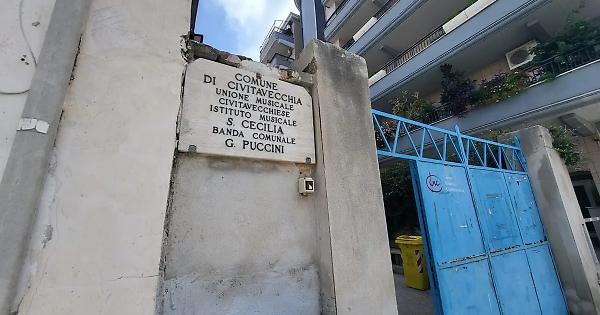 COMUNE
DI CIVITAVECCHIA
UNIONE MUSICALE
CIVITAVECCHIESE
ISTITUTO MUSICALE
S. CECILIA
BANDA COMUNALE
G. PUCCINI